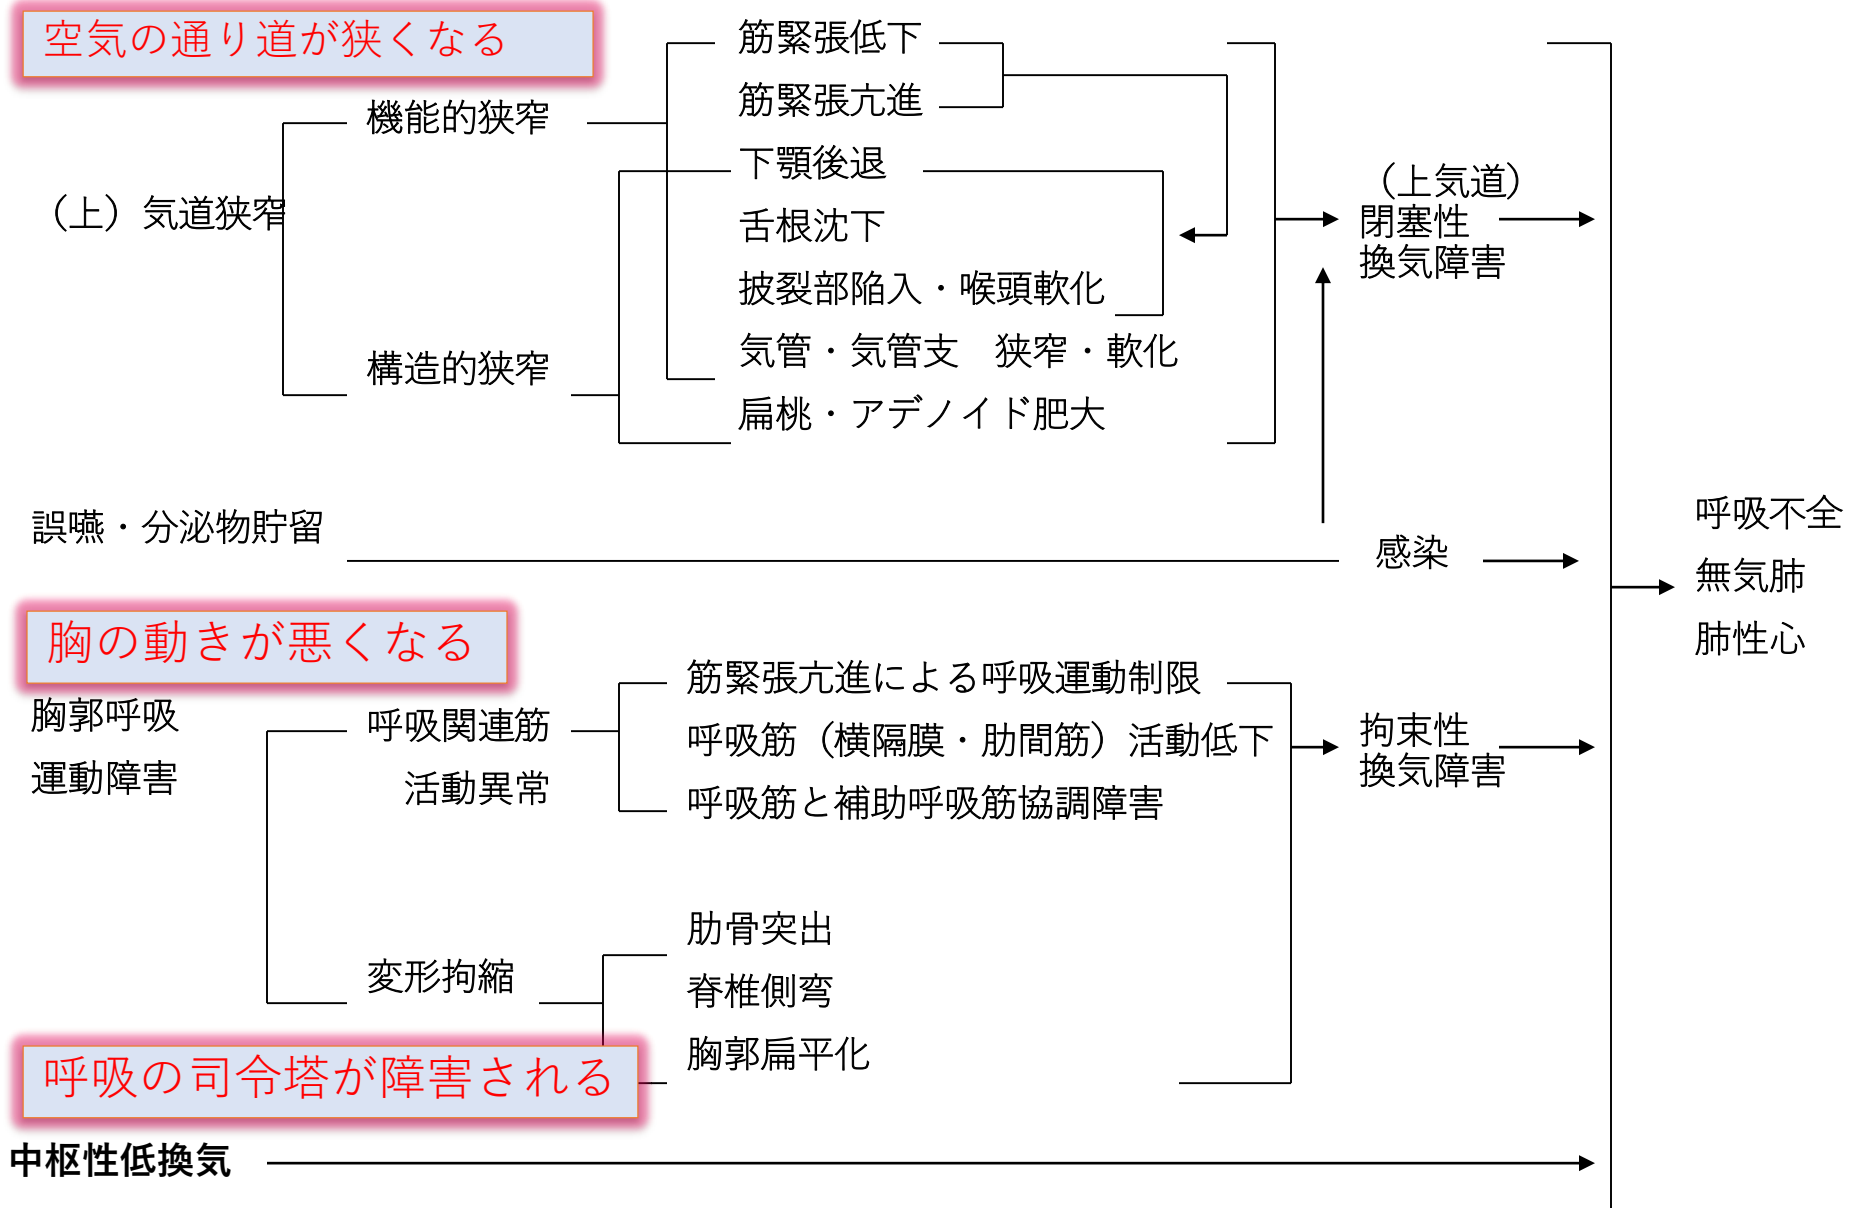 空気の通り道が狭くなる
(上)気道狭窄
機能的狭窄
構造的狭窄
筋緊張低下
筋緊張亢進
下顎後退
舌根沈下
披裂部陥入・喉頭軟化
気管・気管支　狭窄・軟化
扁桃・アデノイド肥大
(上気道)
閉塞性
換気障害
誤嚥・分泌物貯留
感染
胸の動きが悪くなる
胸郭呼吸
運動障害
呼吸関連筋
活動異常
変形拘縮
筋緊張亢進による呼吸運動制限
呼吸筋(横隔膜・肋間筋)活動低下
呼吸筋と補助呼吸筋協調障害
肋骨突出
脊椎側弯
胸郭扁平化
拘束性
換気障害
呼吸の司令塔が障害される
中枢性低換気
呼吸不全
無気肺
肺性心